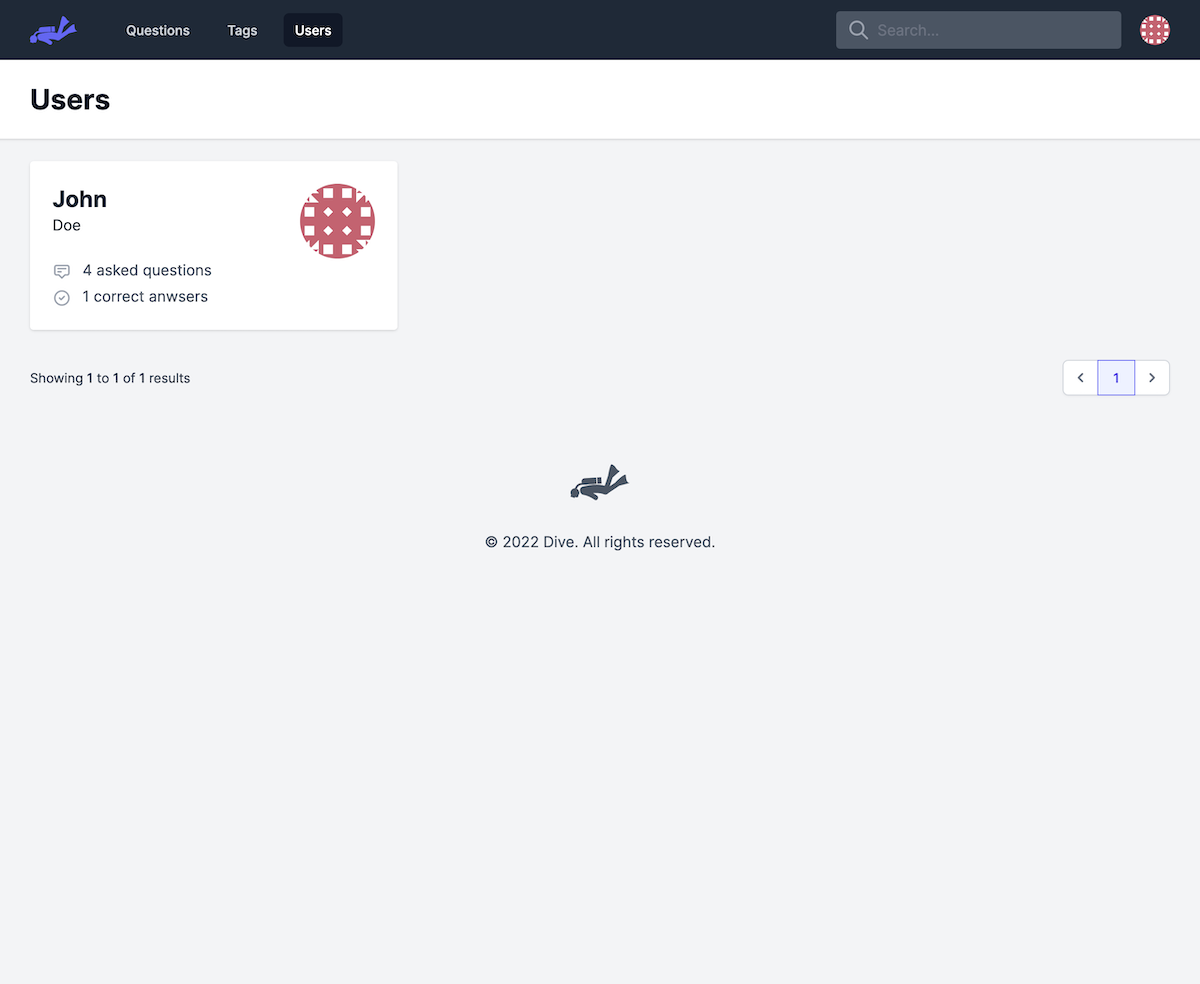 Questions
Tags
Users
Search...
Users
John
Doe
4 asked questions
1 correct anwsers
Showing 1 to 1 of 1 results
1
© 2022 Dive. All rights reserved.